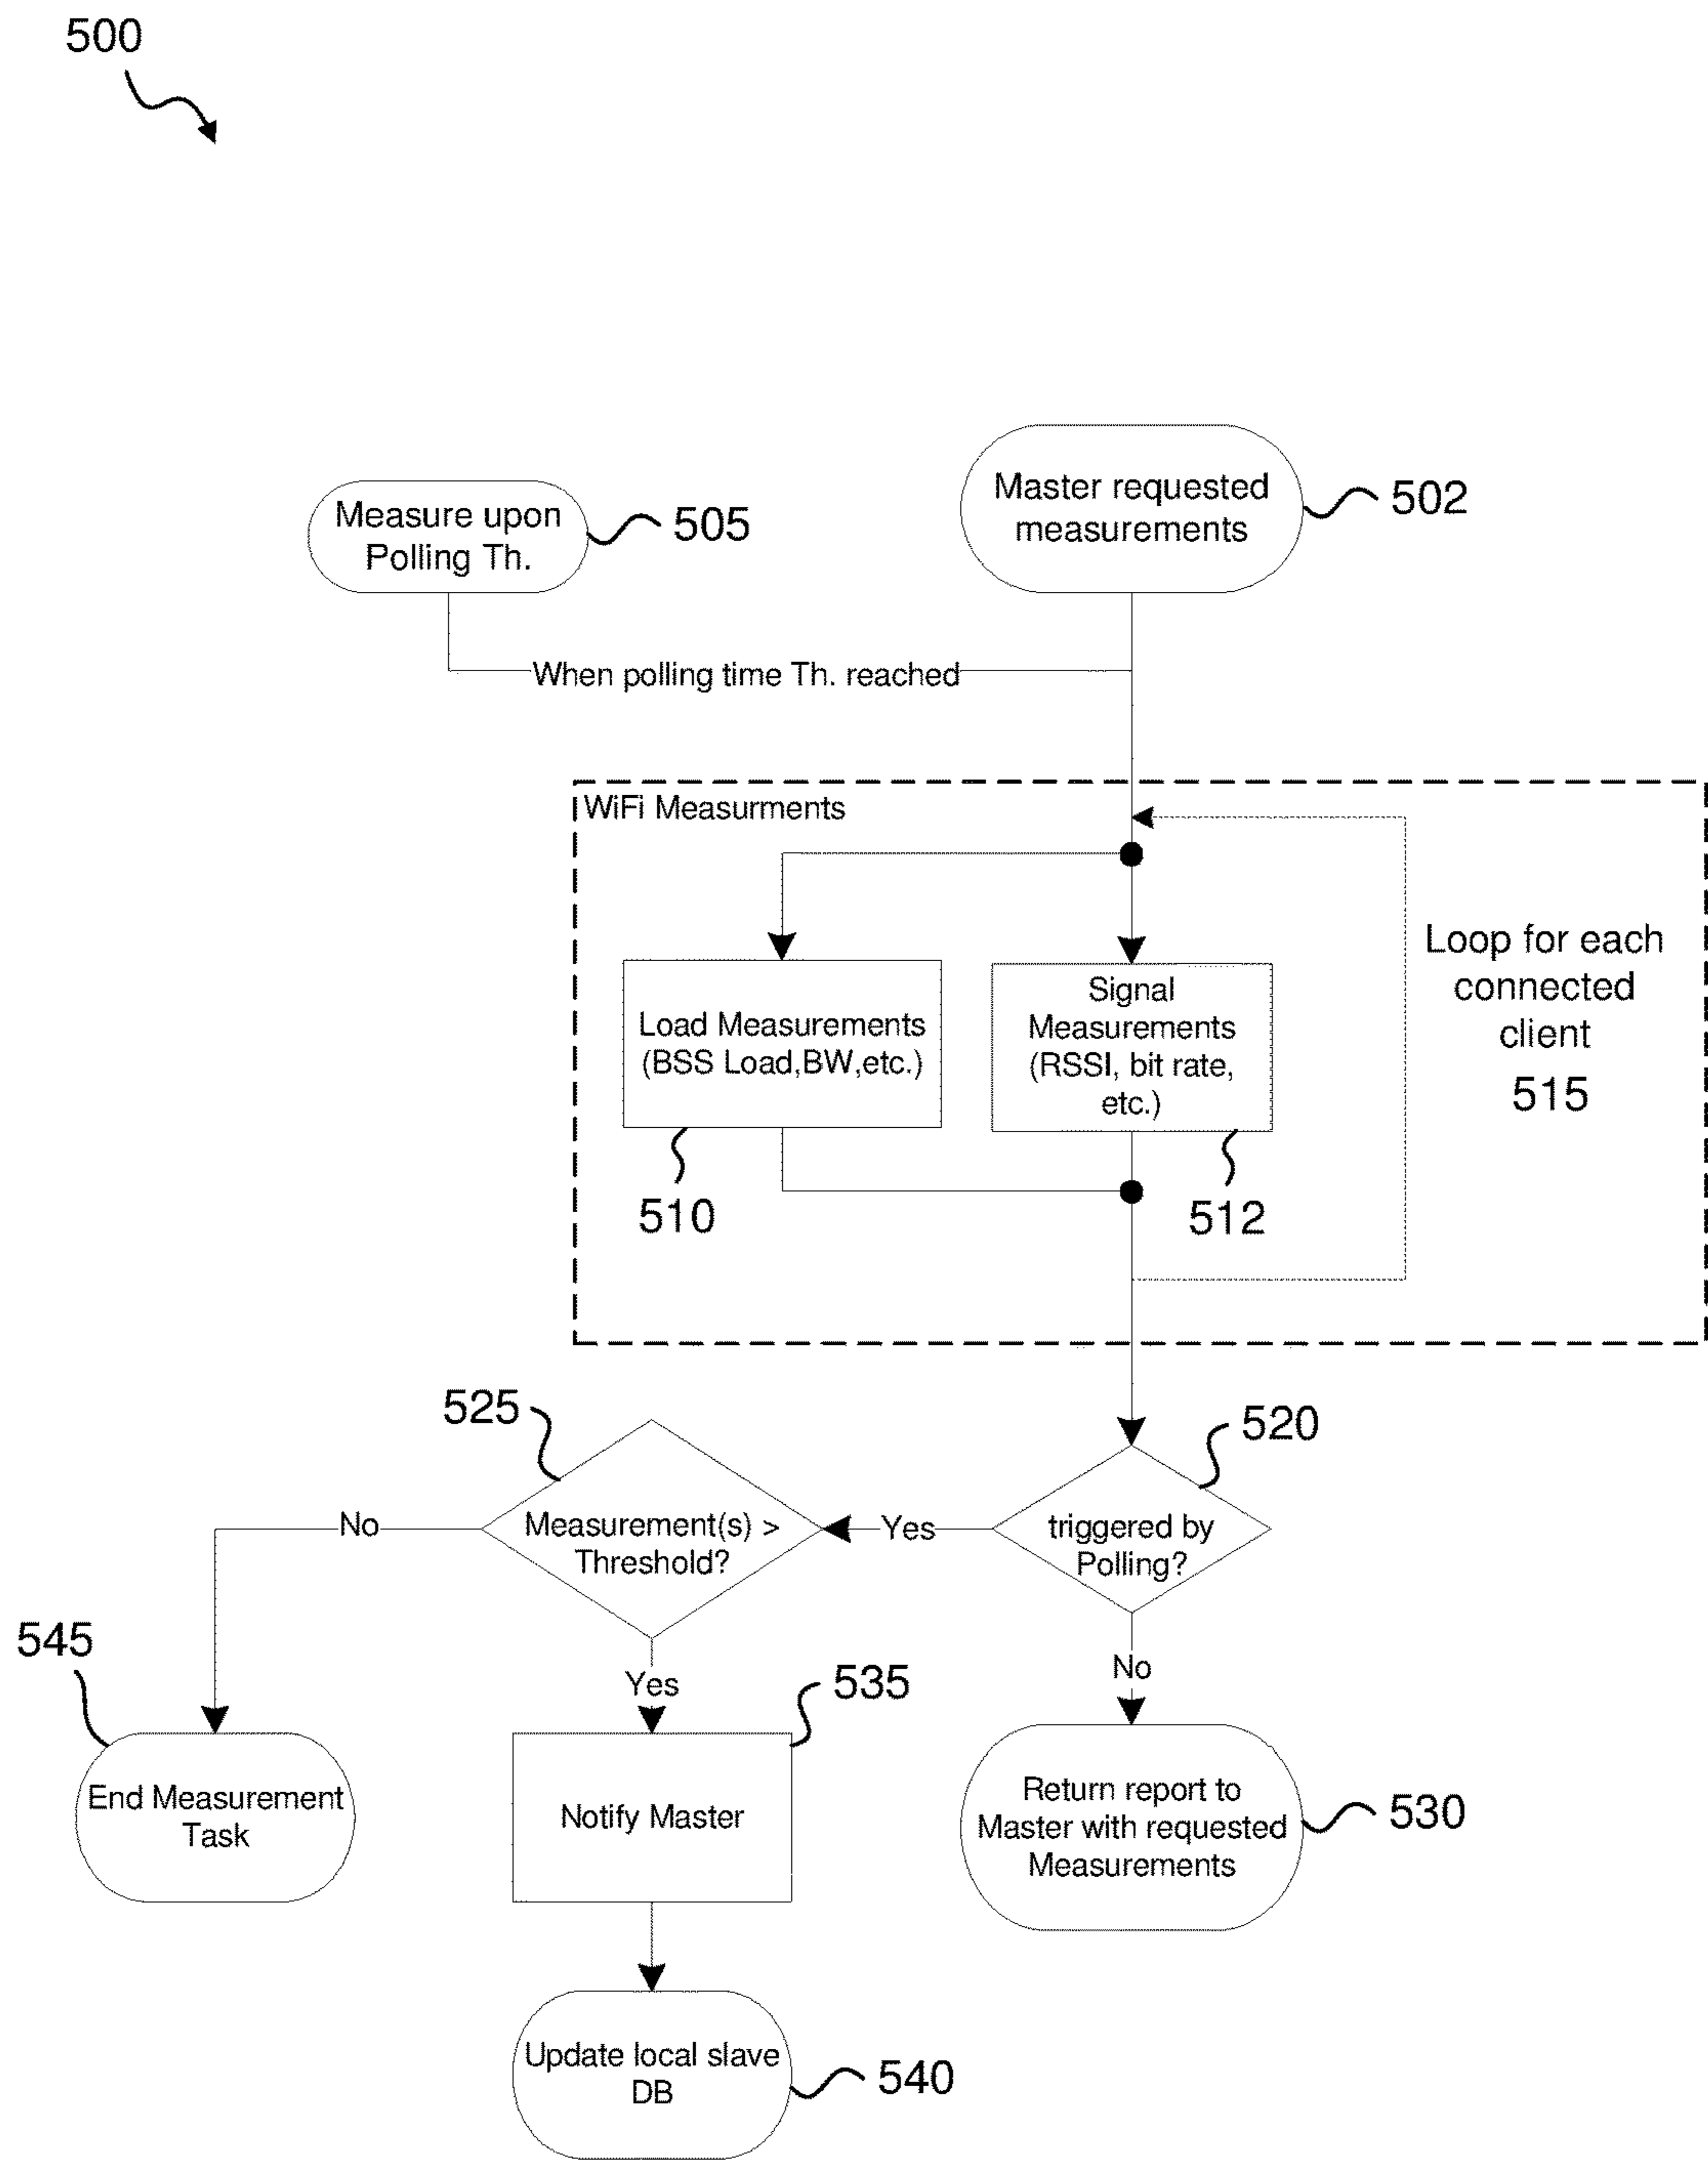 500
Measure upon
Polling Th.
505
Master requested
measurements
502
When polling time Th. reached
WiFi Measurments
Load Measurements
(BSS Load,BW,etc.)
510
Signal
Measurements
(RSSI, bit rate,
etc.)
512
Loop for each
connected
client
515
525
Measurement(s) >
Threshold?
520
triggered by
Polling?
Yes
No
545
End Measurement
Task
Yes
535
Notify Master
No
Return report to
Master with requested
Measurements
530
Update local slave
DB
540